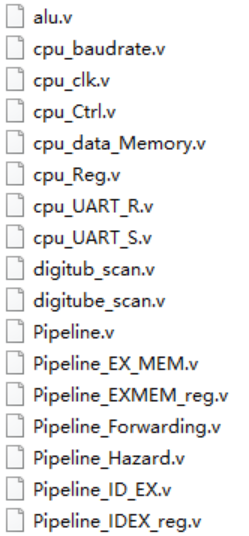 alu.v
cpu_baudrate.v
cpu_clk.v
cpu_Ctrl.v
cpu_data_Memory.v
cpu_Reg.v
cpu_UART_R.v
cpu_UART_S.v
digitub_scan.v
digitube_scan.v
Pipeline.v
Pipeline_EX_MEM.v
Pipeline_EXMEM_reg.v
Pipeline_Forwarding.v
Pipeline_Hazard.v
Pipeline_ID_EX.v
Pipeline_IDEX_reg.v